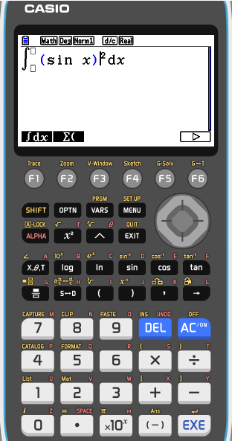 CASIO
Math Deg Norm1 d/c Real
∫(sin x)²dx
∫dx Σ(
Trace Zoom V-Window Sketch G-Solv G↔T
F1 F2 F3 F4 F5 F6
PRGM SET UP
SHIFT OPTN VARS MENU
A-LOCK QUIT
ALPHA x² ^ EXIT
X,θ,T log ln sin cos tan
S↔D ( ) , →
CAPTURE M CLIP N PASTE O INS UNDO OFF
7 8 9 DEL AC/ON
CATALOG P FORMAT Q R S T
4 5 6 × ÷
List U Mat V W X Y
1 2 3 + −
i Z SPACE π Ans
0 • ×10ˣ (−) EXE